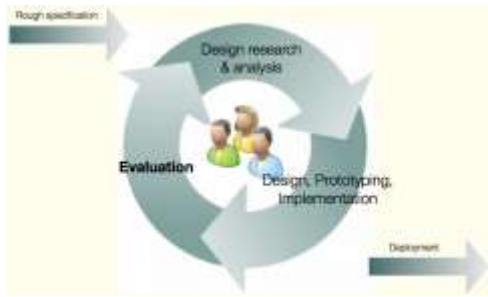 Rough specification
Design research
& analysis
Evaluation
Design, Prototyping,
Implementation
Deployment